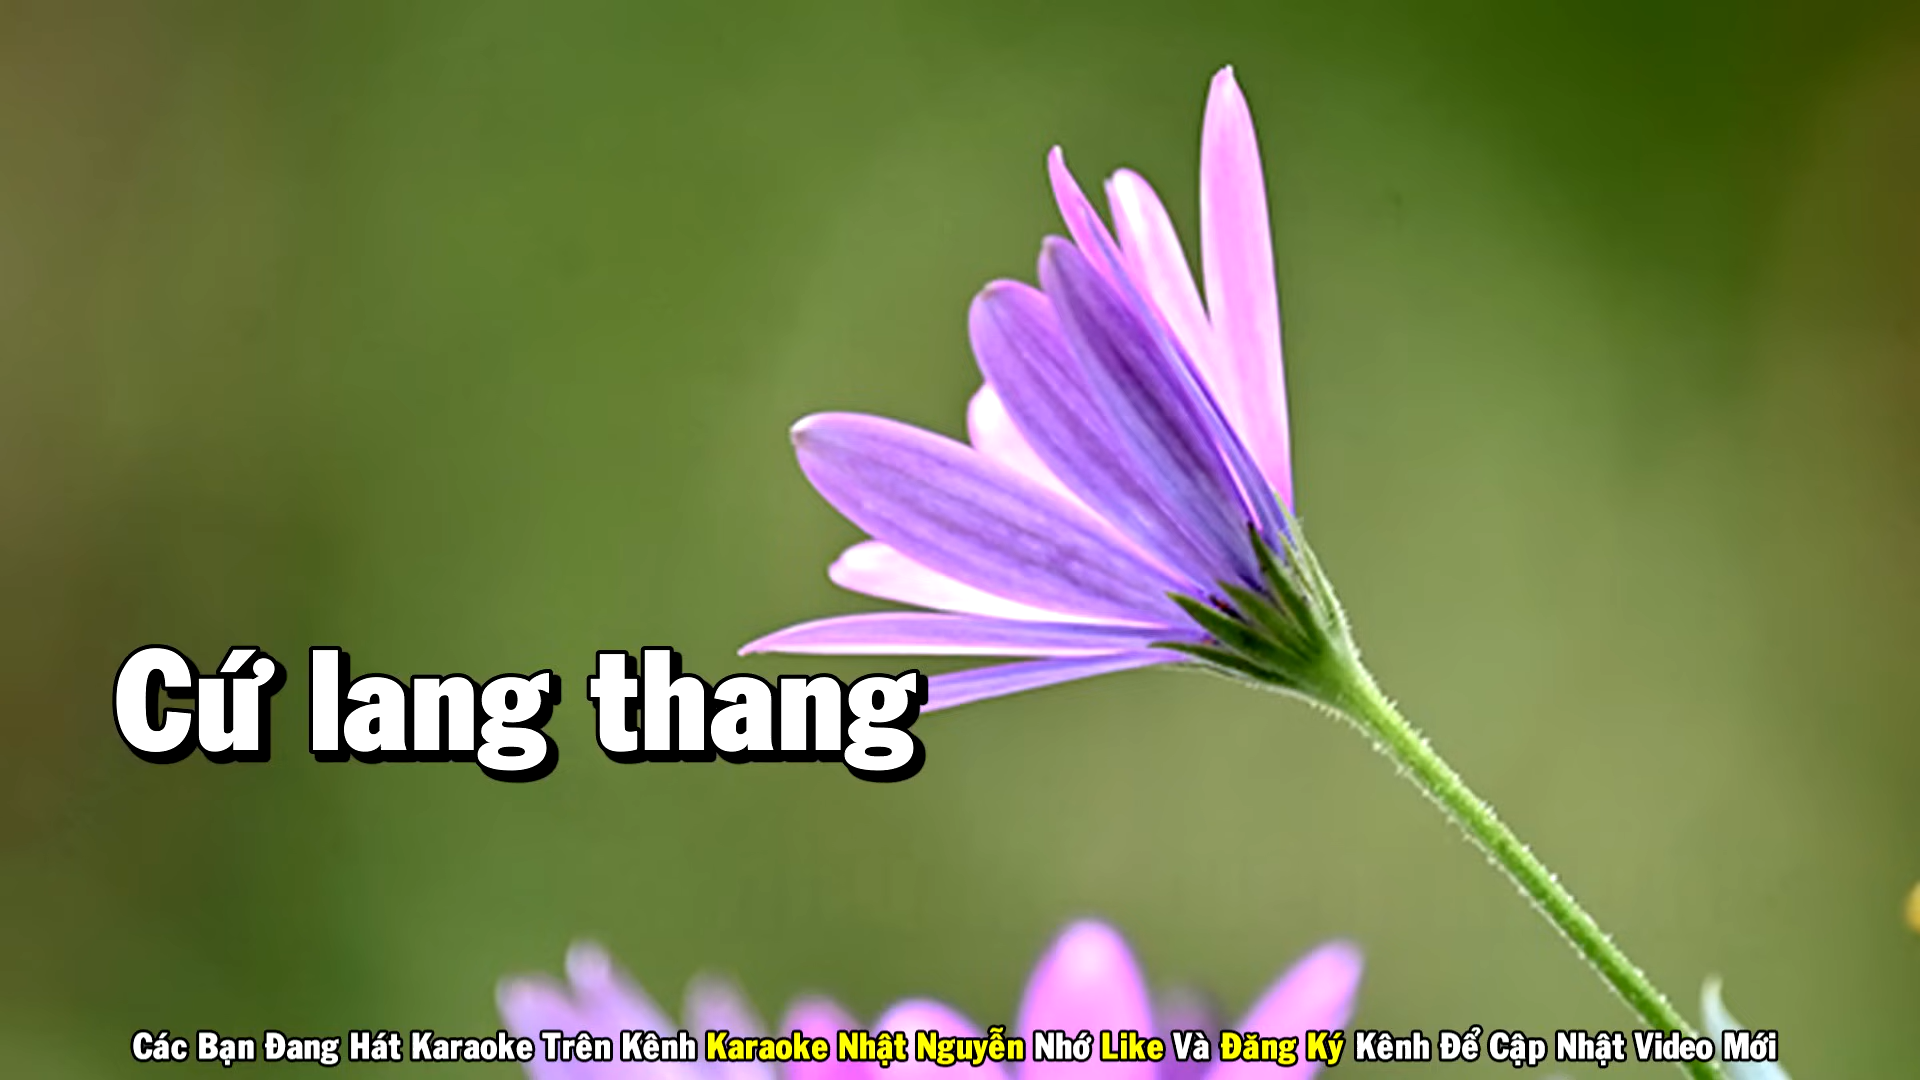 Cứ lang thang
Các Bạn Đang Hát Karaoke Trên Kênh Karaoke Nhật Nguyễn Nhớ Like Và Đăng Ký Kênh Để Cập Nhật Video Mới